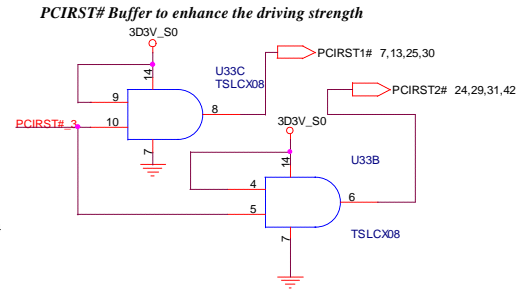 PCIRST# Buffer to enhance the driving strength
3D3V_S0
PCIRST1# 7,13,25,30
14
U33C
TSLCX08
9
8
PCIRST2# 24,29,31,42
PCIRST#_3
10
3D3V_S0
7
14
U33B
4
6
5
7
TSLCX08